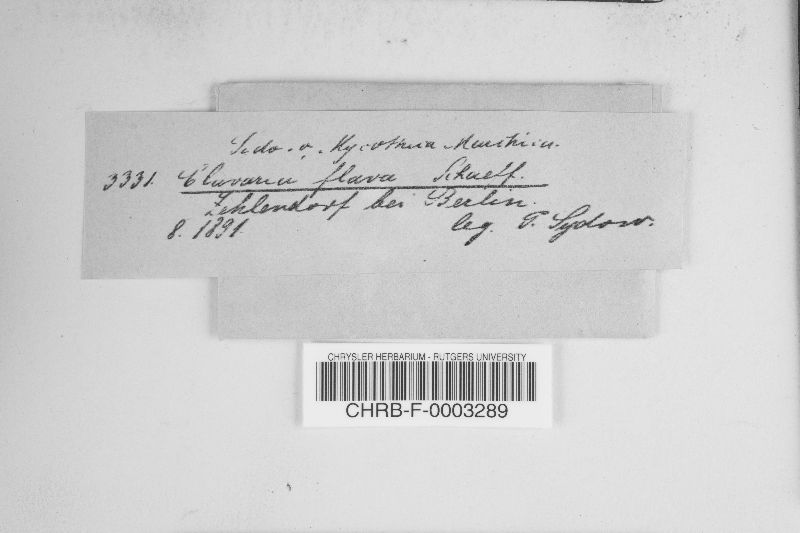 Mycotheca Marchica.
3331. Clavaria flava Schaeff.
Zehlendorf bei Berlin.
8. 1891. leg. P. Sydow.
CHRYSLER HERBARIUM - RUTGERS UNIVERSITY
CHRB-F-0003289